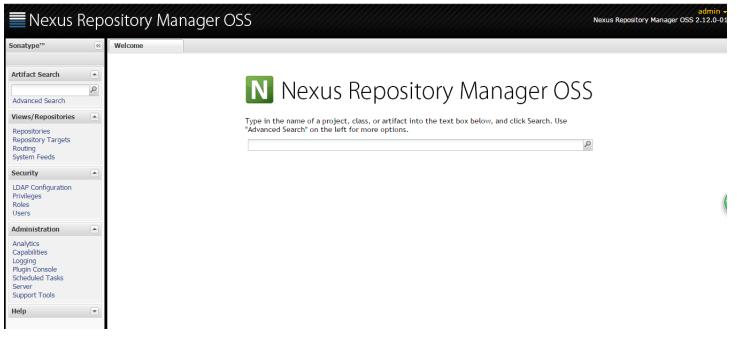 Nexus Repository Manager OSS
admin
Nexus Repository Manager OSS 2.12.0-01
Sonatype™
Welcome
Artifact Search
Advanced Search
Views/Repositories
Repositories
Repository Targets
Routing
System Feeds
Security
LDAP Configuration
Privileges
Roles
Users
Administration
Analytics
Capabilities
Logging
Plugin Console
Scheduled Tasks
Server
Support Tools
Help
N Nexus Repository Manager OSS
Type in the name of a project, class, or artifact into the text box below, and click Search. Use
"Advanced Search" on the left for more options.